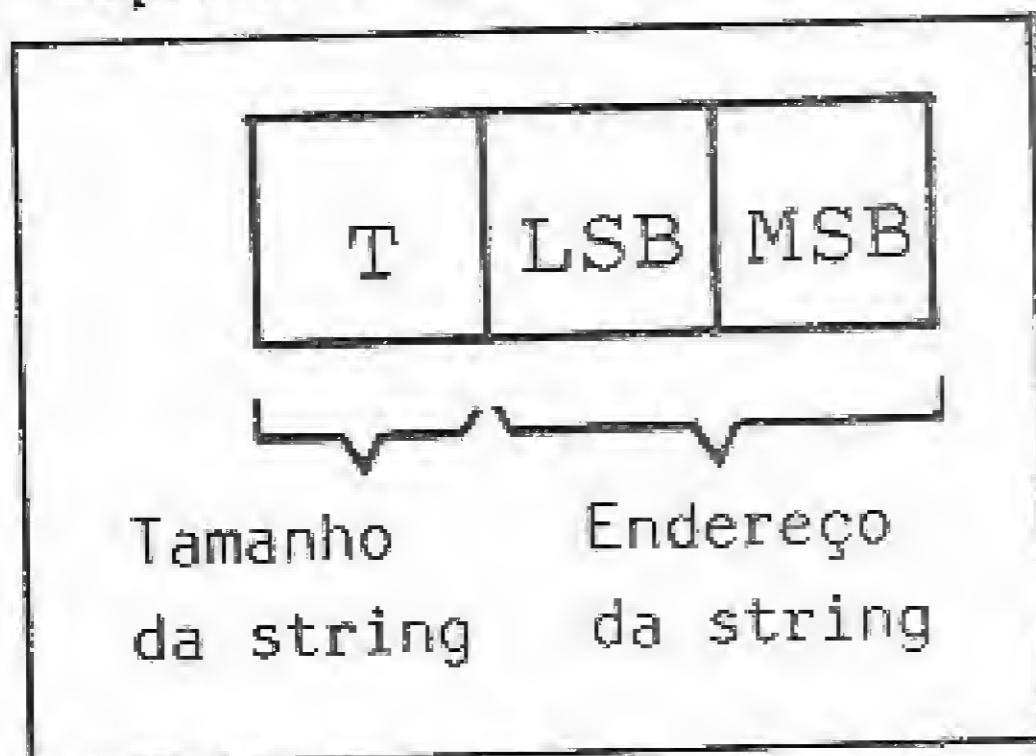 T LSB MSB
Tamanho Endereço
da string da string